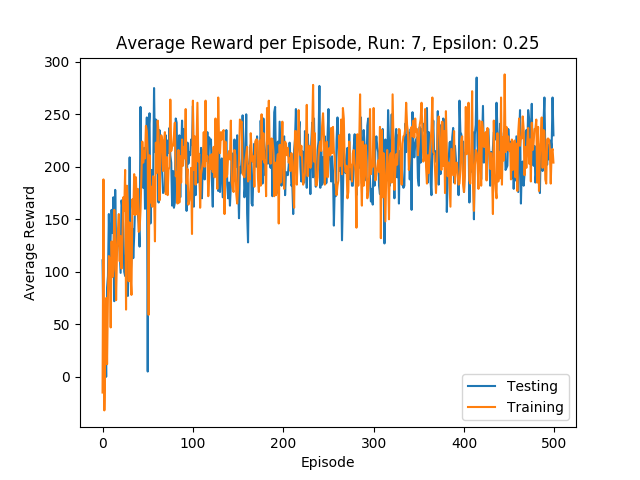 Average Reward per Episode, Run: 7, Epsilon: 0.25
300
250
200
150
100
50
0
Average Reward
0 100 200 300 400 500
Episode
Testing
Training